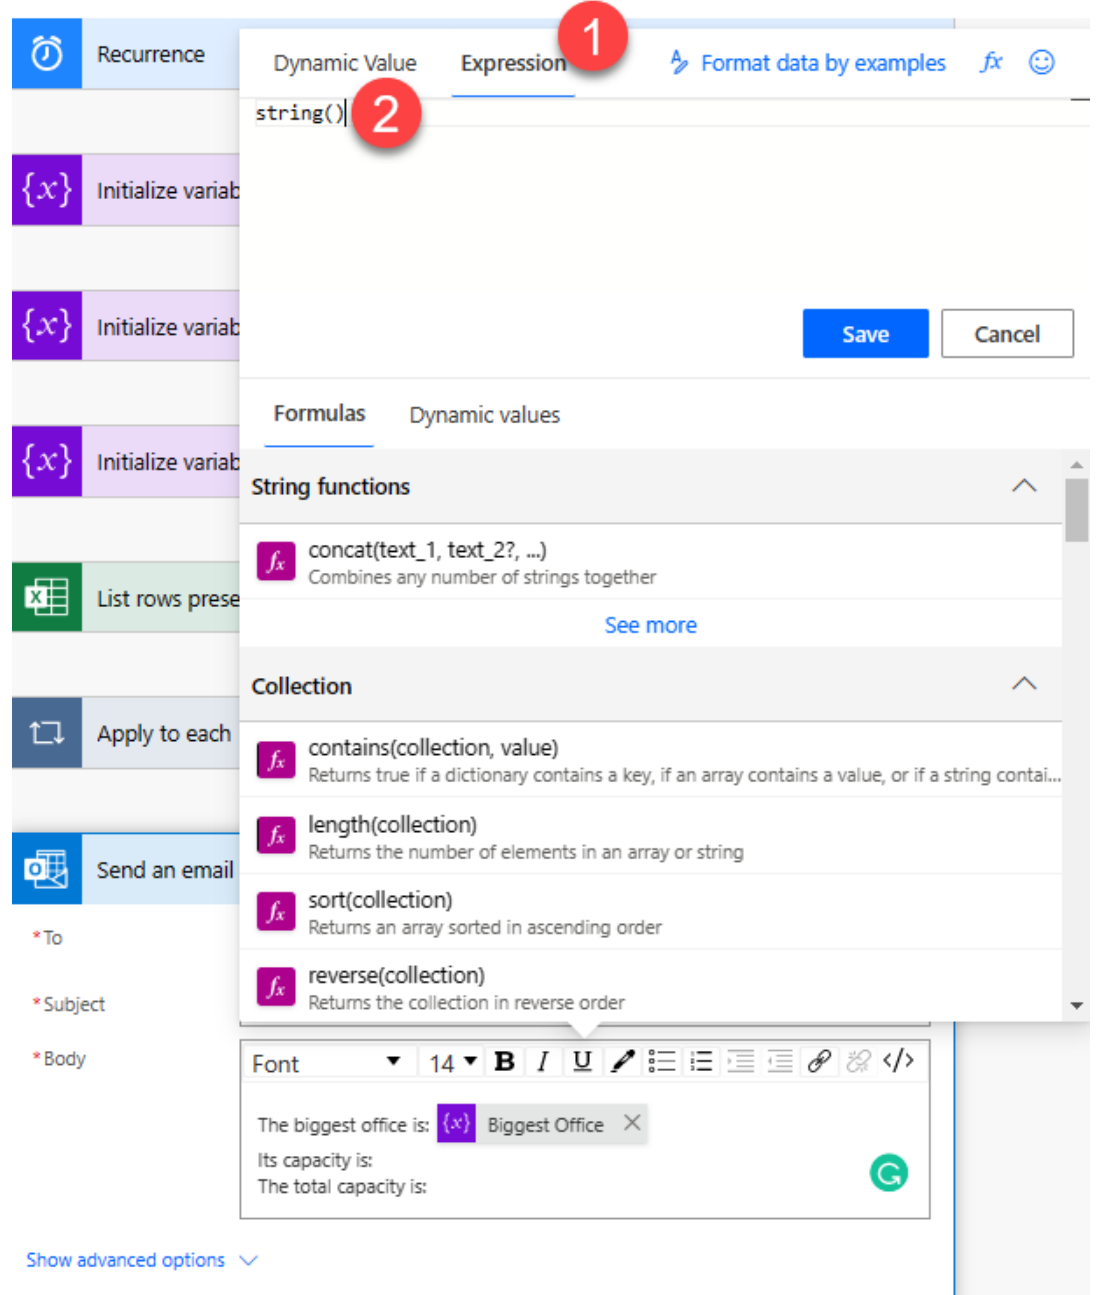 Recurrence
Dynamic Value
Expression
1
Format data by examples
fx
string()
2
{x}
Initialize variab
{x}
Initialize variab
Save
Cancel
Formulas
Dynamic values
{x}
Initialize variab
String functions
fx
concat(text_1, text_2?, ...)
Combines any number of strings together
List rows prese
See more
Collection
Apply to each
fx
contains(collection, value)
Returns true if a dictionary contains a key, if an array contains a value, or if a string contai...
fx
length(collection)
Returns the number of elements in an array or string
Send an email
fx
sort(collection)
Returns an array sorted in ascending order
*To
fx
reverse(collection)
Returns the collection in reverse order
*Subject
*Body
Font 14 B I U </>
The biggest office is: {x} Biggest Office ×
Its capacity is:
The total capacity is:
Show advanced options